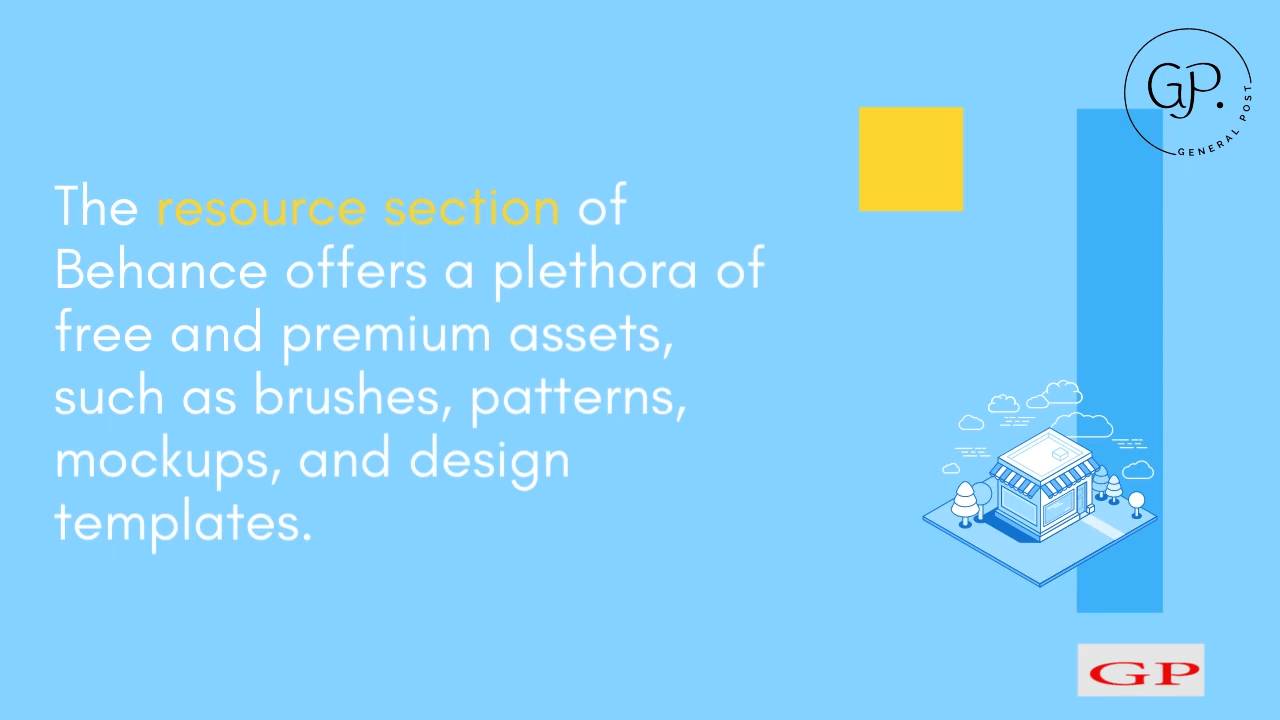 The resource section of
Behance offers a plethora of
free and premium assets,
such as brushes, patterns,
mockups, and design
templates.
GP.
GENERAL POST
GP